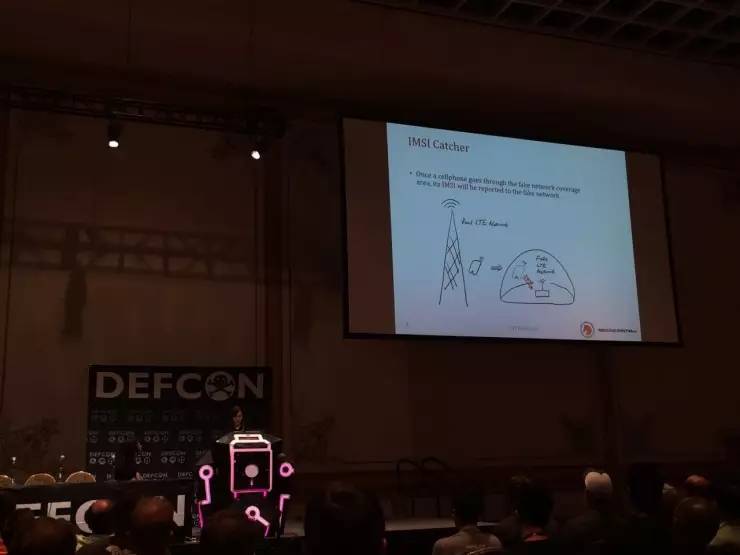 IMSI Catcher
• Once a cellphone goes through the fake network coverage
area, its IMSI will be reported to the fake network.
Real LTE Network
Fake
LTE
Network
DEFCON